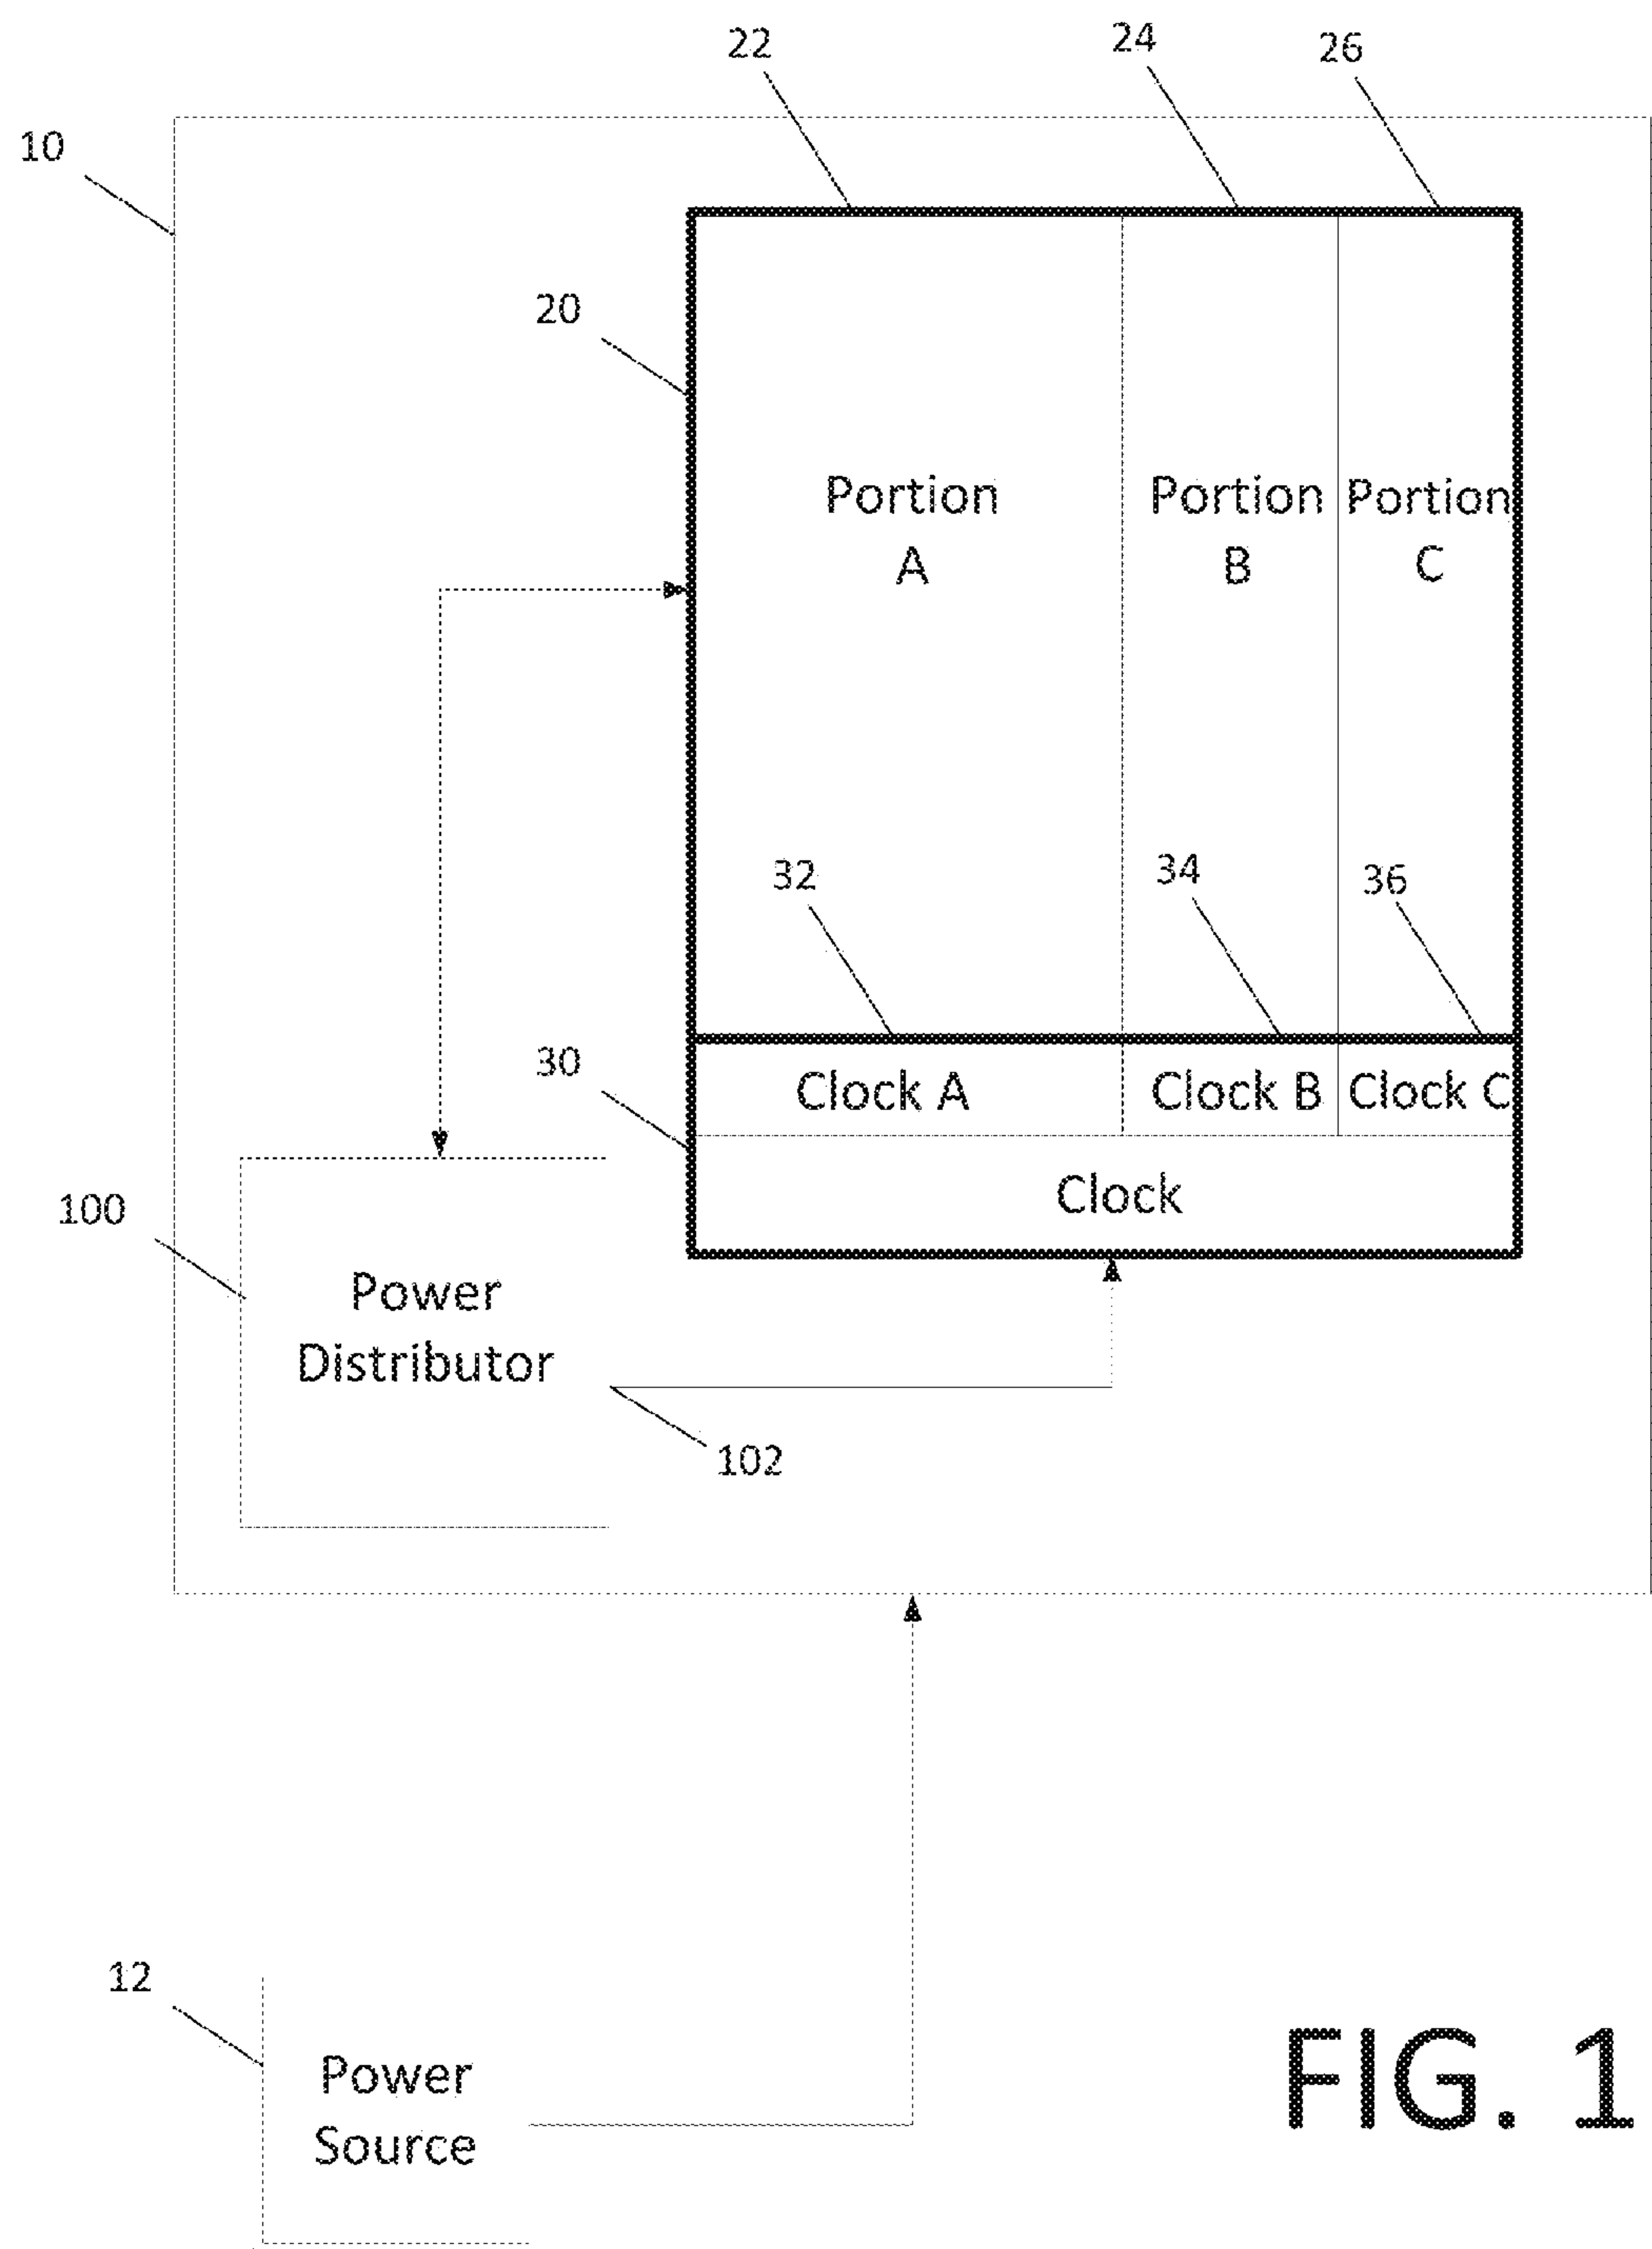 22
24
26
10
20
Portion
A
Portion
B
Portion
C
32
34
36
30
Clock A
Clock B
Clock C
Clock
100
Power
Distributor
102
12
Power
Source
FIG. 1